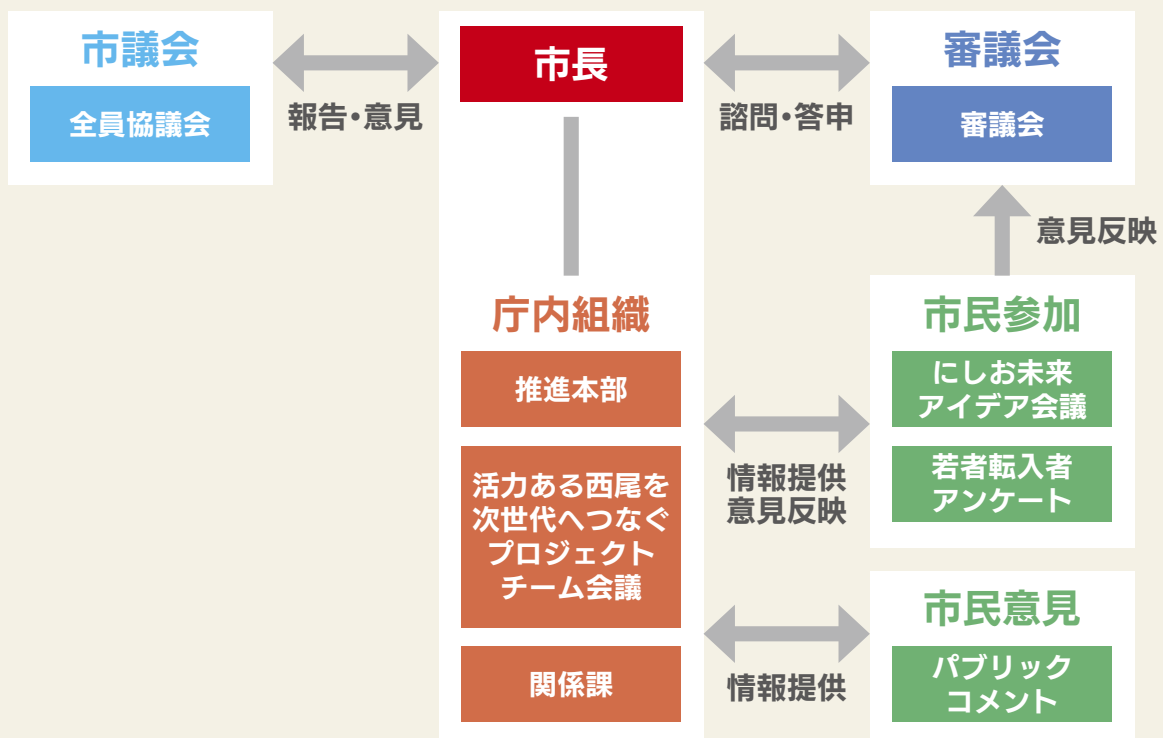 市議会
全員協議会
報告・意見
市長
諮問・答申
審議会
審議会
意見反映
庁内組織
推進本部
活力ある西尾を
次世代へつなぐ
プロジェクト
チーム会議
関係課
情報提供
意見反映
市民参加
にしお未来
アイデア会議
若者転入者
アンケート
情報提供
市民意見
パブリック
コメント